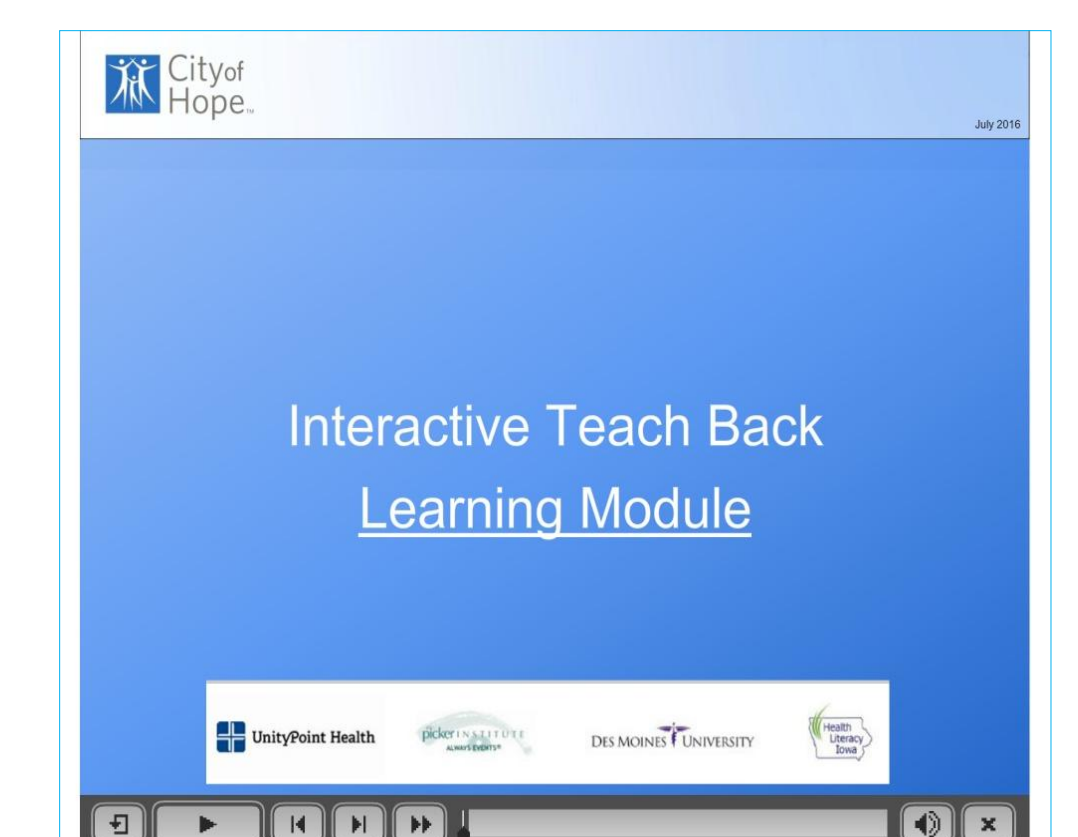 City of
Hope™
July 2016
Interactive Teach Back
Learning Module
UnityPoint Health
picker INSTITUTE
ALWAYS EVENTS®
DES MOINES UNIVERSITY
Health
Literacy
Iowa